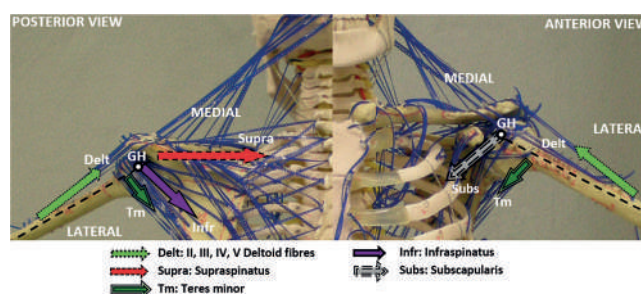 POSTERIOR VIEW
ANTERIOR VIEW
MEDIAL
MEDIAL
Supra
GH
GH
LATERAL
Delt
Delt
Subs
Tm
Tm
Infr
LATERAL
Delt: II, III, IV, V Deltoid fibres
Supra: Supraspinatus
Tm: Teres minor
Infr: Infraspinatus
Subs: Subscapularis